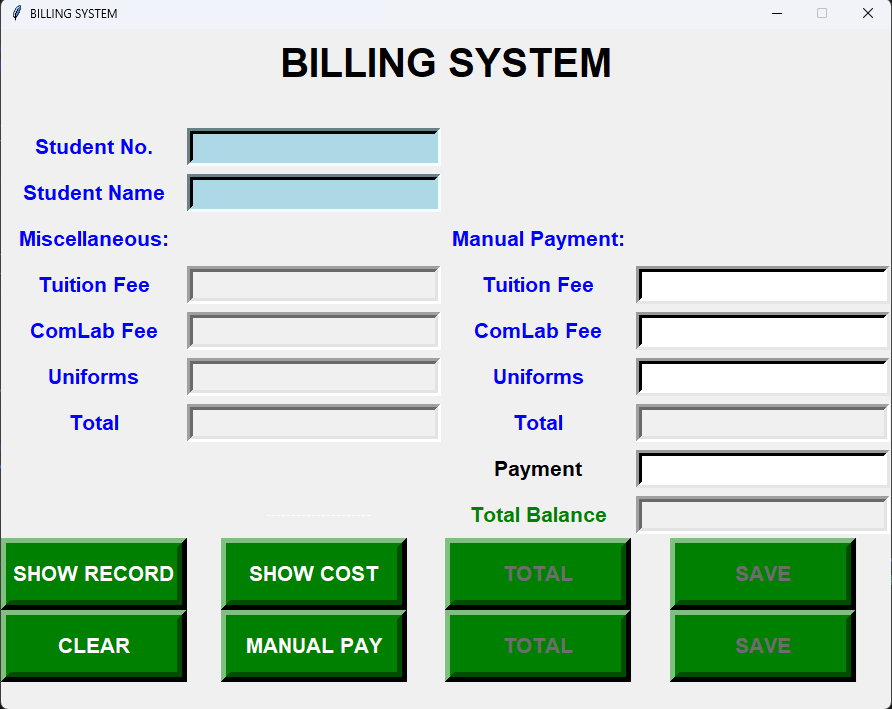 BILLING SYSTEM
BILLING SYSTEM
Student No.
Student Name
Miscellaneous: Manual Payment:
Tuition Fee Tuition Fee
ComLab Fee ComLab Fee
Uniforms Uniforms
Total Total
Payment
Total Balance
SHOW RECORD SHOW COST TOTAL SAVE
CLEAR MANUAL PAY TOTAL SAVE